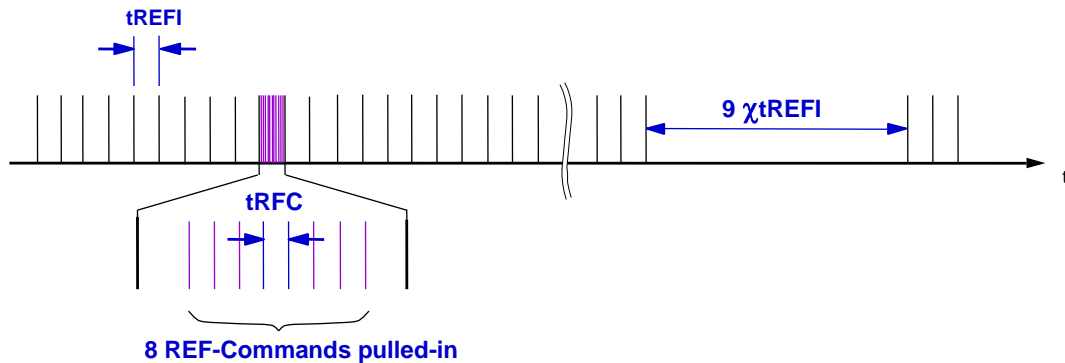 tREFI
9 χtREFI
t
tRFC
8 REF-Commands pulled-in